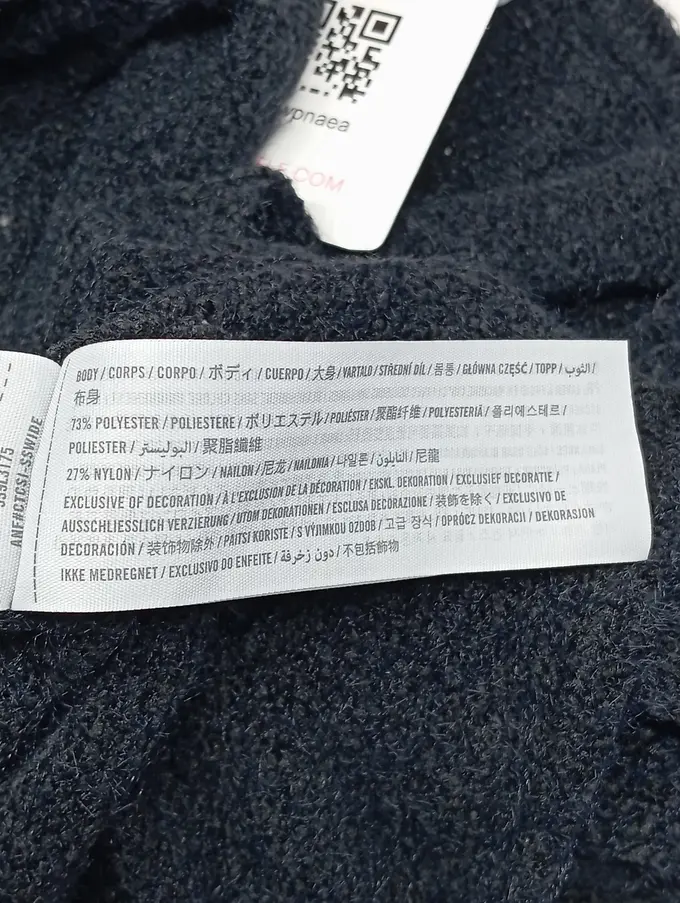 vpnaea
.COM
BODY / CORPS / CORPO / ボディ / CUERPO / 大身 / VARTALO / STŘEDNÍ DÍL / 몸통 / GŁÓWNA CZĘŚĆ / TOPP / الثوب /
布身
73% POLYESTER / POLIESTERE / ポリエステル / POLIÉSTER / 聚酯纤维 / POLYESTERIÄ / 폴리에스테르 /
POLIESTER / البوليستر / 聚脂纖維
27% NYLON / ナイロン / NAILON / 尼龙 / NAILONIA / 나일론 / النايلون / 尼龍
EXCLUSIVE OF DECORATION / À L'EXCLUSION DE LA DÉCORATION / EKSKL. DEKORATION / EXCLUSIEF DECORATIE /
AUSSCHLIESSLICH VERZIERUNG / UTOM DEKORATIONEN / ESCLUSA DECORAZIONE / 装飾を除く / EXCLUSIVO DE
DECORACIÓN / 装饰物除外 / PAITSI KORISTE / S VÝJIMKOU OZDOB / 고급 장식 / OPRÓCZ DEKORACJI / DEKORASJON
IKKE MEDREGNET / EXCLUSIVO DO ENFEITE / دون زخرفة / 不包括飾物